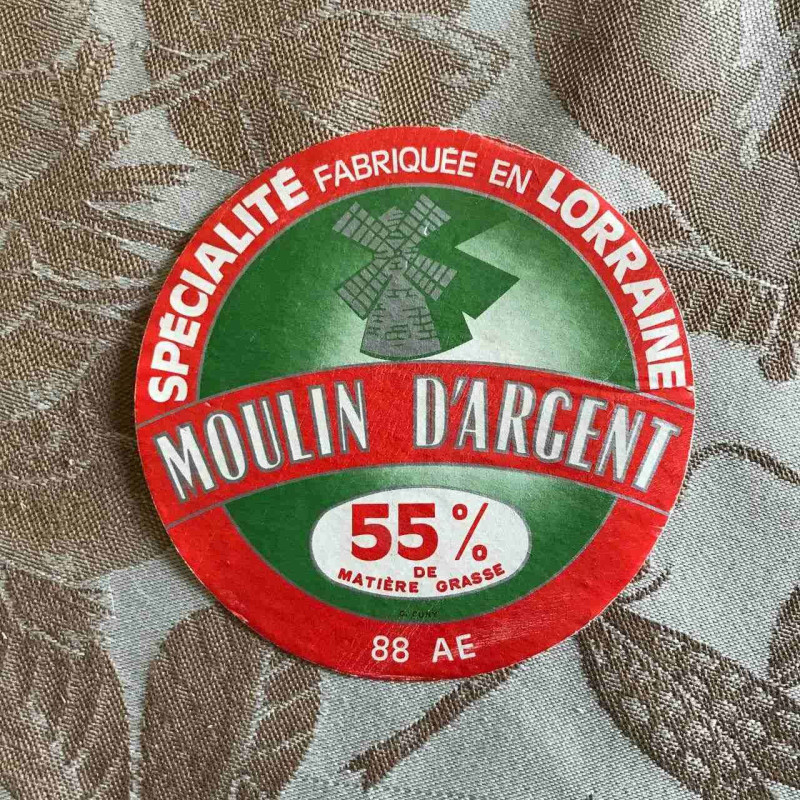 SPÉCIALITÉ FABRIQUÉE EN LORRAINE
MOULIN D'ARGENT
55%
DE
MATIÈRE GRASSE
88 AE